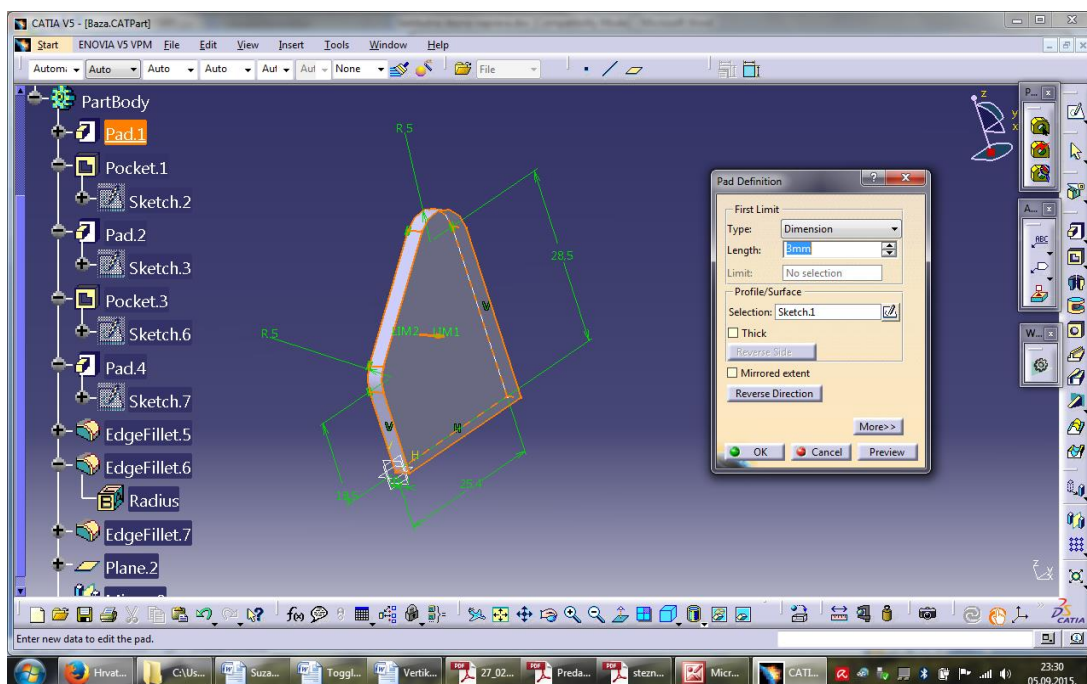 CATIA V5 - [Baza.CATPart]
Start ENOVIA V5 VPM File Edit View Insert Tools Window Help
Auto Auto Auto None File
PartBody
Pad.1
Pocket.1
Sketch.2
Pad.2
Sketch.3
Pocket.3
Sketch.6
Pad.4
Sketch.7
EdgeFillet.5
EdgeFillet.6
Radius
EdgeFillet.7
Plane.2
R 5
28,5
R 5
LIM2 LIM1
V
V
H
H
25,4
z
y
x
P...
A...
ABC
W...
Pad Definition
First Limit
Type: Dimension
Length: 3mm
Limit: No selection
Profile/Surface
Selection: Sketch.1
Thick
Reverse Side
Mirrored extent
Reverse Direction
More>>
OK Cancel Preview
z x
f(x)
CATIA
Enter new data to edit the pad.
Hrvat... C:\Us... Suza... Toggl... Vertik... 27_02... Preda... stezn... Micr... CATI...
23:30
05.09.2015.